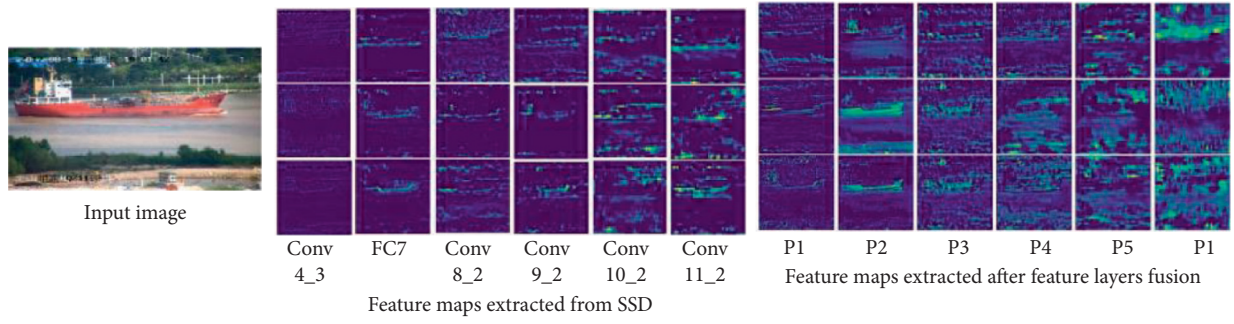 Input image
Conv FC7 Conv Conv Conv Conv
4_3 8_2 9_2 10_2 11_2
Feature maps extracted from SSD
P1 P2 P3 P4 P5 P1
Feature maps extracted after feature layers fusion